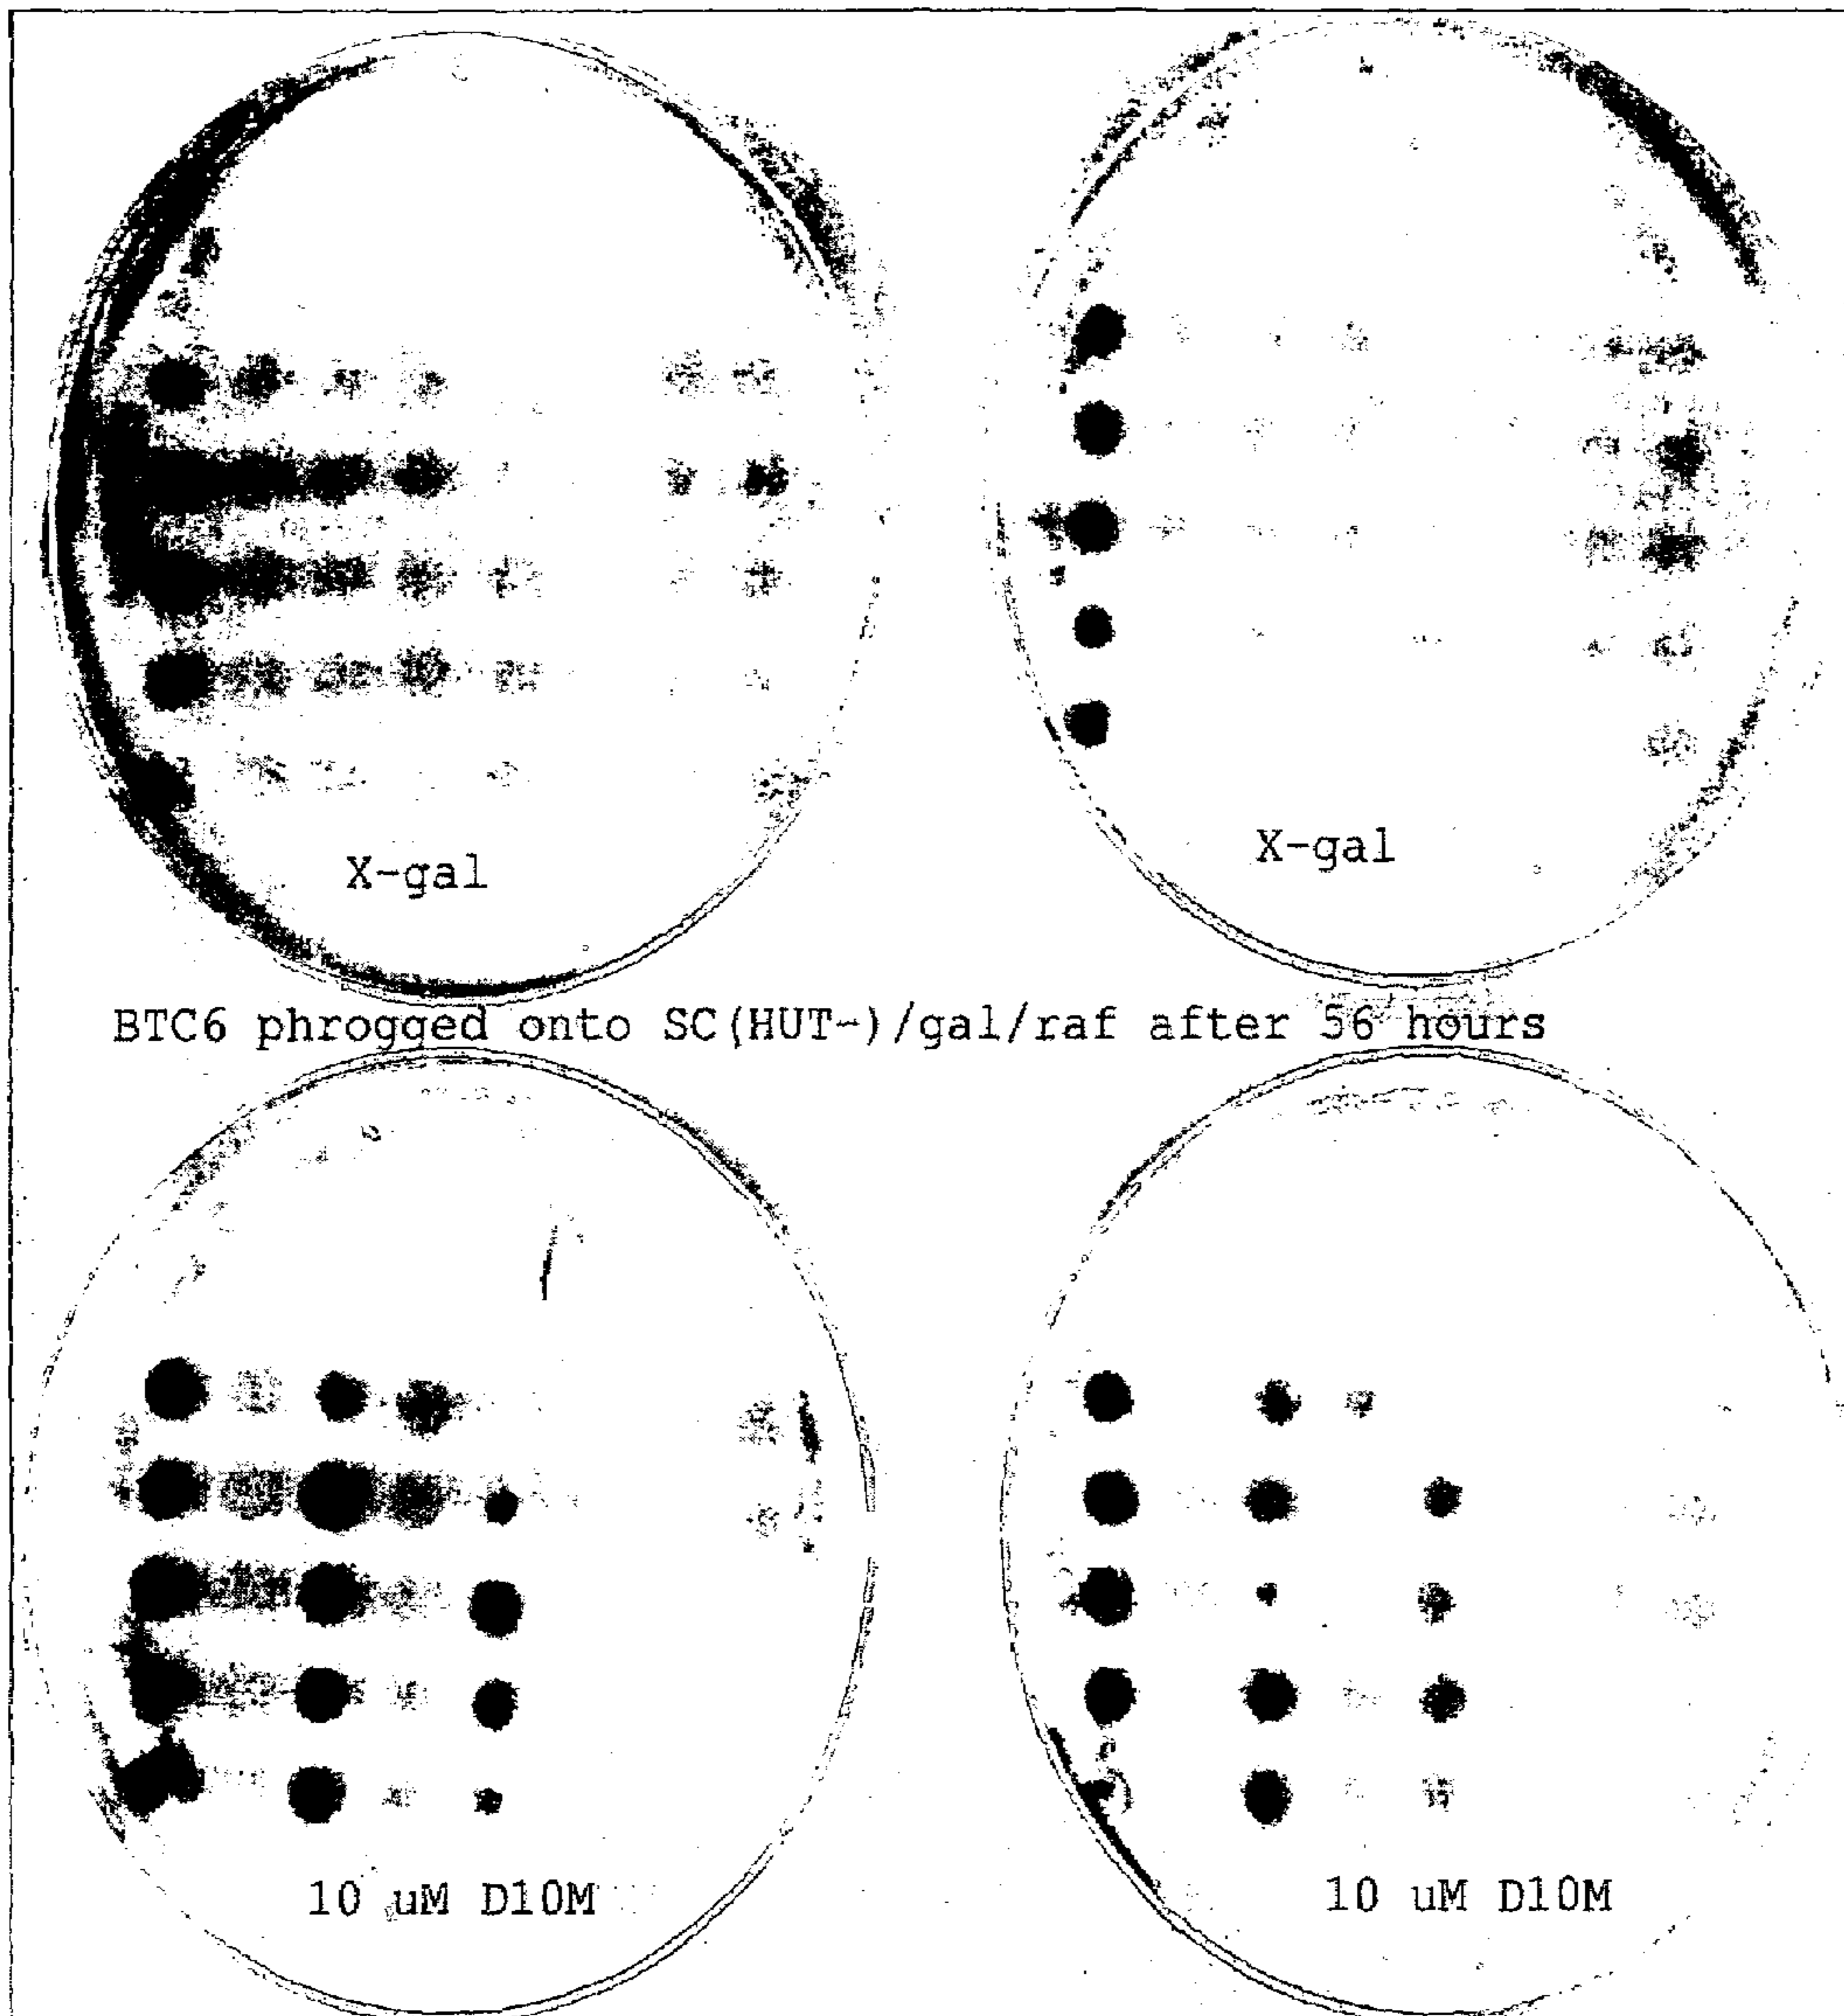 X-gal
X-gal
BTC6 phrogged onto SC(HUT-)/gal/raf after 56 hours
10 uM D10M
10 uM D10M